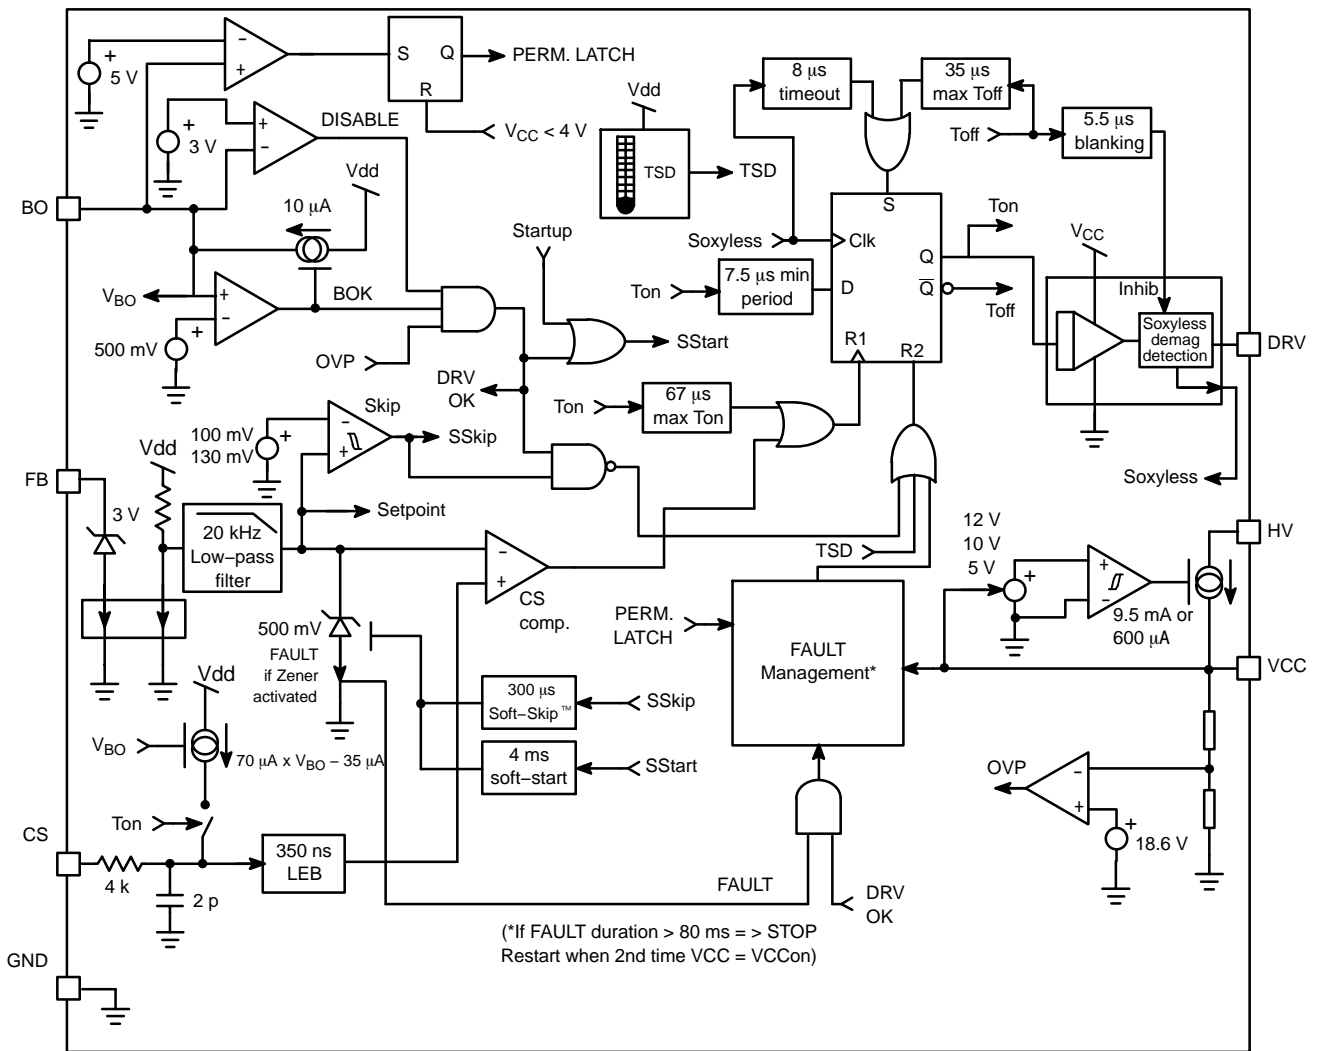 5 V
+
−
+
S
Q
R
PERM. LATCH
V_CC < 4 V
+
3 V
+
−
DISABLE
Vdd
TSD
TSD
8 μs
timeout
35 μs
max Toff
Toff
5.5 μs
blanking
BO
Vdd
10 μA
Startup
Soxyless
S
Clk
Q
Q̅
D
R1
R2
Ton
Toff
V_CC
Inhib
Soxyless
demag
detection
DRV
V_BO
+
−
BOK
500 mV
+
OVP
SStart
DRV
OK
Ton
7.5 μs min
period
Ton
67 μs
max Ton
Soxyless
Skip
−
+
100 mV
130 mV
+
SSkip
Vdd
FB
3 V
20 kHz
Low−pass
filter
Setpoint
−
+
CS
comp.
TSD
12 V
10 V
5 V
+
+
−
HV
9.5 mA or
600 μA
500 mV
FAULT
if Zener
activated
PERM.
LATCH
FAULT
Management*
VCC
Vdd
300 μs
Soft−Skip™
SSkip
V_BO
70 μA x V_BO − 35 μA
4 ms
soft−start
SStart
OVP
−
+
+
18.6 V
Ton
CS
4 k
2 p
350 ns
LEB
FAULT
DRV
OK
(*If FAULT duration > 80 ms = > STOP
Restart when 2nd time VCC = VCCon)
GND